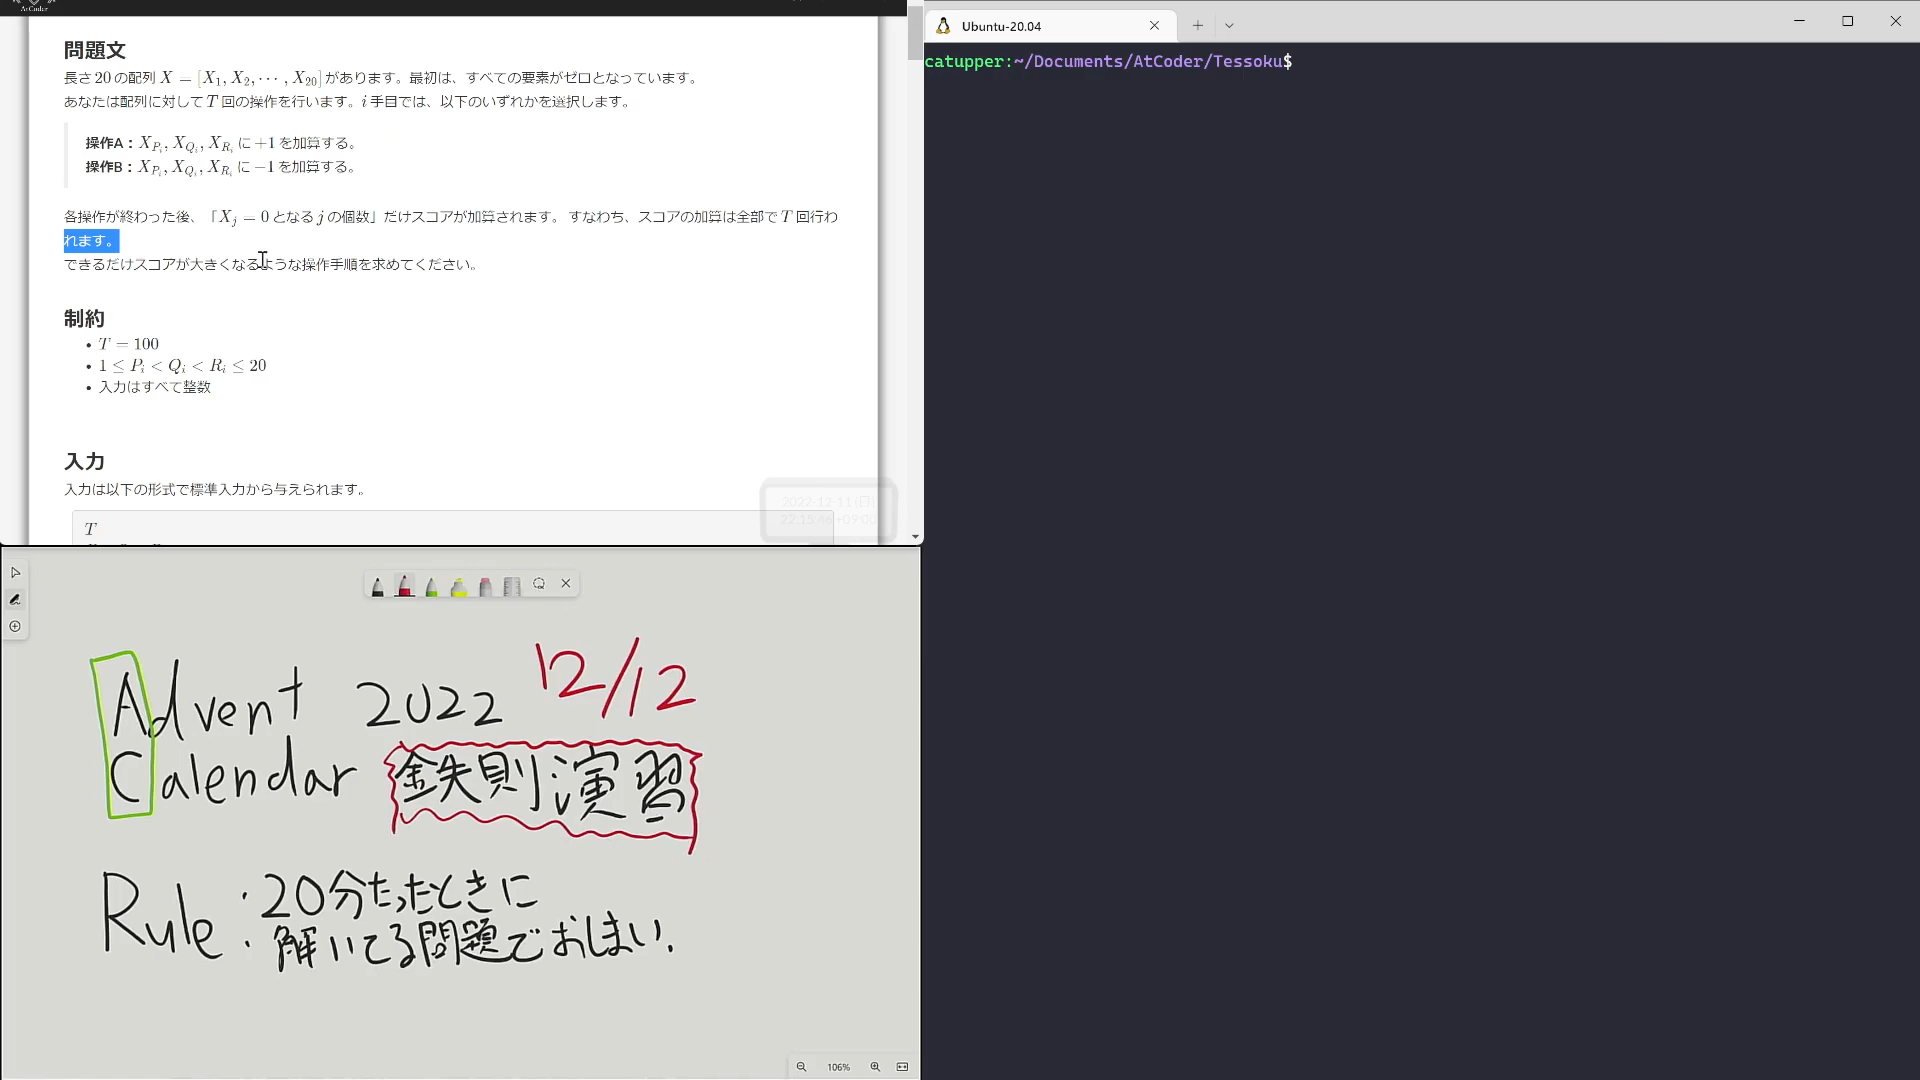 AtCoder
問題文
長さ 20 の配列 X = [X1, X2, ⋯, X20] があります。最初は、すべての要素がゼロとなっています。
あなたは配列に対して T 回の操作を行います。i 手目では、以下のいずれかを選択します。
操作A : XPi, XQi, XRi に +1 を加算する。
操作B : XPi, XQi, XRi に −1 を加算する。
各操作が終わった後、「Xj = 0 となる j の個数」だけスコアが加算されます。 すなわち、スコアの加算は全部で T 回行わ
れます。
できるだけスコアが大きくなるような操作手順を求めてください。
制約
• T = 100
• 1 ≤ Pi < Qi < Ri ≤ 20
• 入力はすべて整数
入力
入力は以下の形式で標準入力から与えられます。
T
2022-12-11 (日)
Ubuntu-20.04
catupper:~/Documents/AtCoder/Tessoku$
Advent 2022 12/12
Calendar 鉄則演習
Rule : 20分たったときに
解いてる問題でおしまい.
106%